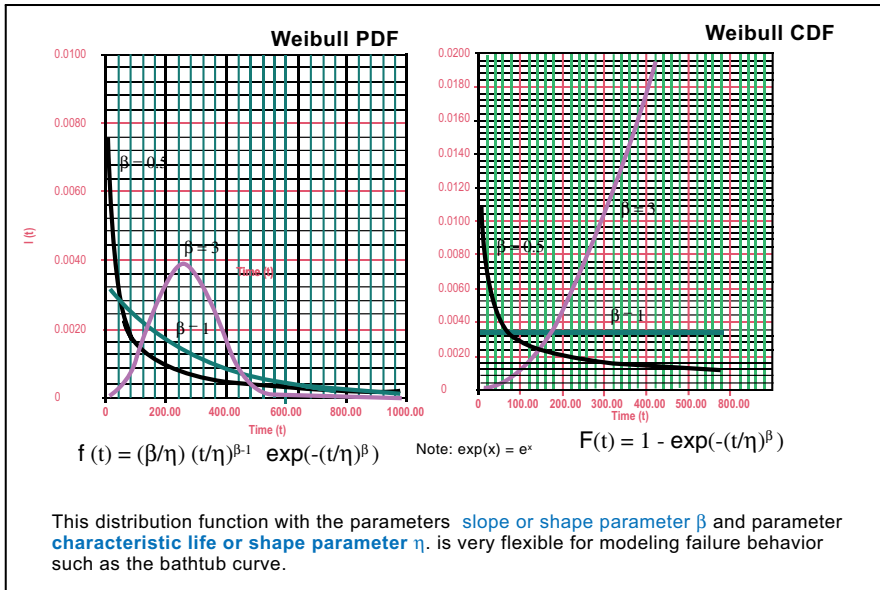 Weibull PDF
0.0100
0.0080
0.0060
0.0040
0.0020
0
I (t)
β = 0.5
β = 3
Time (t)
β = 1
0 200.00 400.00 600.00 800.00 1000.00
Time (t)
f (t) = (β/η) (t/η)^β-1 exp(-(t/η)^β)
Note: exp(x) = e^x
Weibull CDF
0.0200
0.0180
0.0160
0.0140
0.0120
0.0100
0.0080
0.0060
0.0040
0.0020
0
β = 3
β = 0.5
β = 1
0 100.00 200.00 300.00 400.00 500.00 800.00
Time (t)
F(t) = 1 - exp(-(t/η)^β)
This distribution function with the parameters slope or shape parameter β and parameter
characteristic life or shape parameter η. is very flexible for modeling failure behavior
such as the bathtub curve.